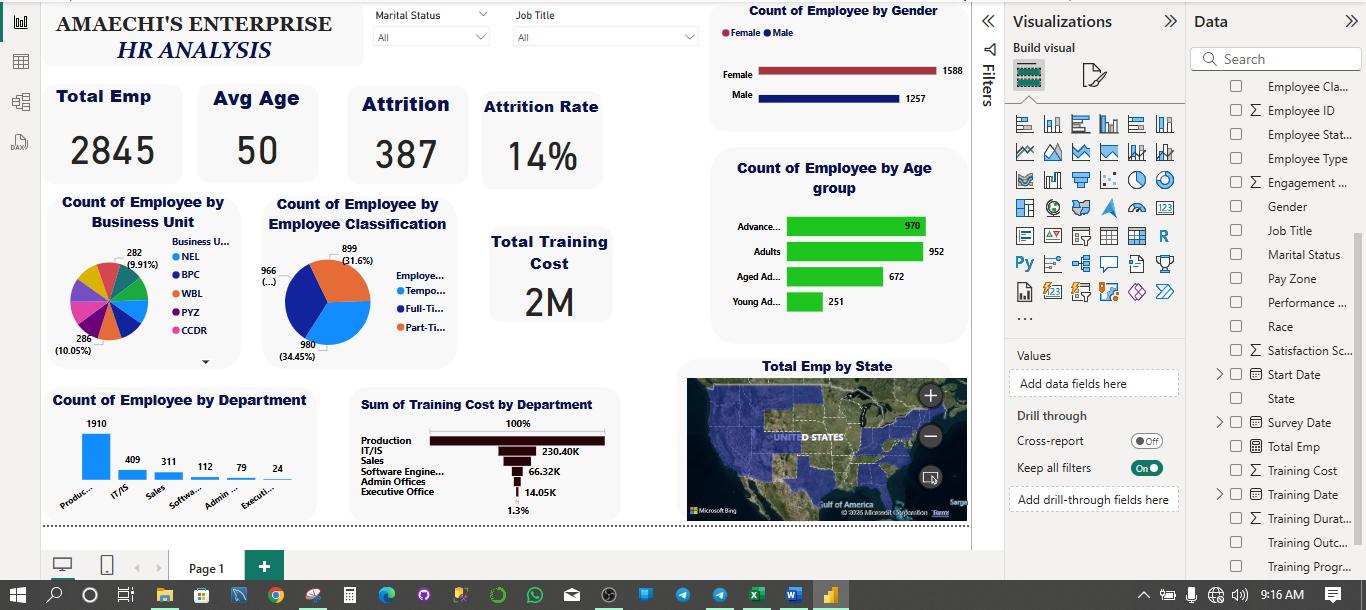 AMAECHI'S ENTERPRISE
HR ANALYSIS
Marital Status
All
Job Title
All
Total Emp
2845
Avg Age
50
Attrition
387
Attrition Rate
14%
Count of Employee by Gender
Female Male
Female 1588
Male 1257
Count of Employee by
Business Unit
282
(9.91%)
286
(10.05%)
Business U...
NEL
BPC
WBL
PYZ
CCDR
Count of Employee by
Employee Classification
899
(31.6%)
966
(...)
980
(34.45%)
Employe...
Tempo...
Full-Ti...
Part-Ti...
Total Training
Cost
2M
Count of Employee by Age
group
Advance... 970
Adults 952
Aged Ad... 672
Young Ad... 251
Count of Employee by Department
1910
409
311
112
79
24
Produc...
IT/IS
Sales
Softwa...
Admin ...
Executi...
Sum of Training Cost by Department
100%
Production
IT/IS 230.40K
Sales
Software Engine... 66.32K
Admin Offices
Executive Office 14.05K
1.3%
Total Emp by State
UNITED STATES
Gulf of America
Sarga
Microsoft Bing
© 2025 Microsoft Corporation Terms
Page 1
Filters
Visualizations
Build visual
R
Py
123
...
Values
Add data fields here
Drill through
Cross-report Off
Keep all filters On
Add drill-through fields here
Data
Search
Employee Cla...
Employee ID
Employee Stat...
Employee Type
Engagement ...
Gender
Job Title
Marital Status
Pay Zone
Performance ...
Race
Satisfaction Sc...
Start Date
State
Survey Date
Total Emp
Training Cost
Training Date
Training Durat...
Training Outc...
Training Progr...
9:16 AM